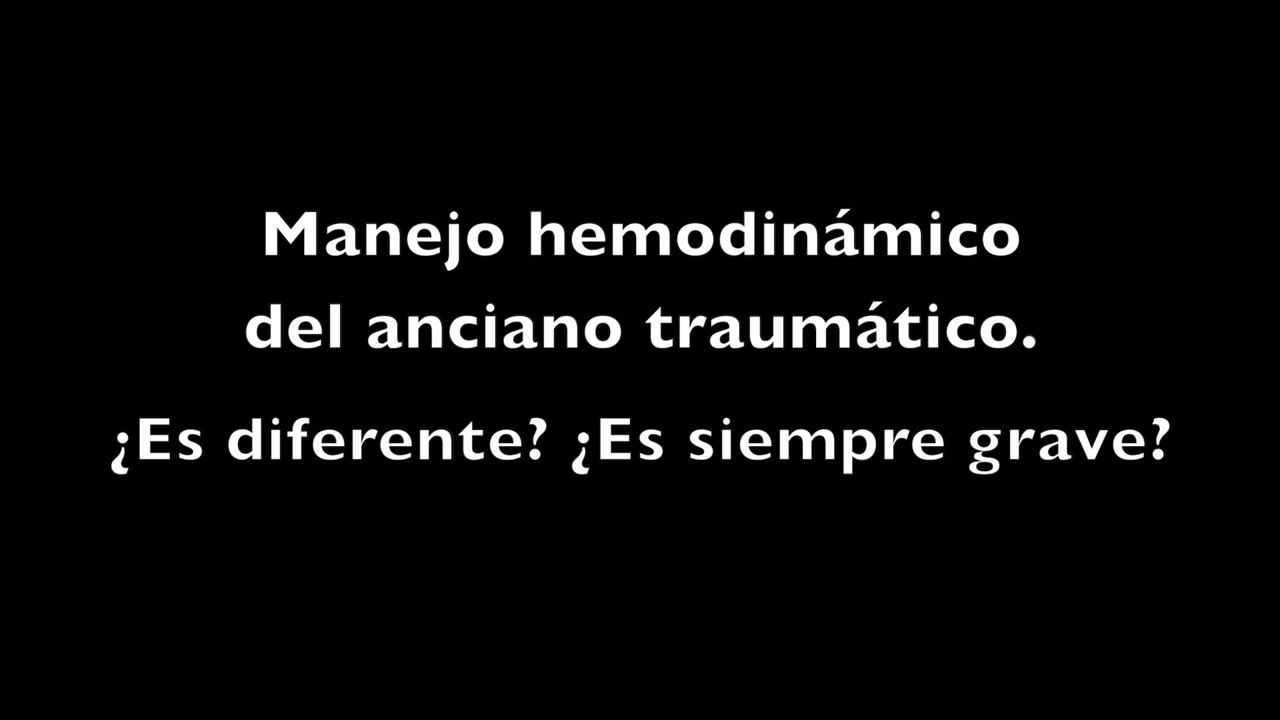 Manejo hemodinámico
del anciano traumático.
¿Es diferente? ¿Es siempre grave?